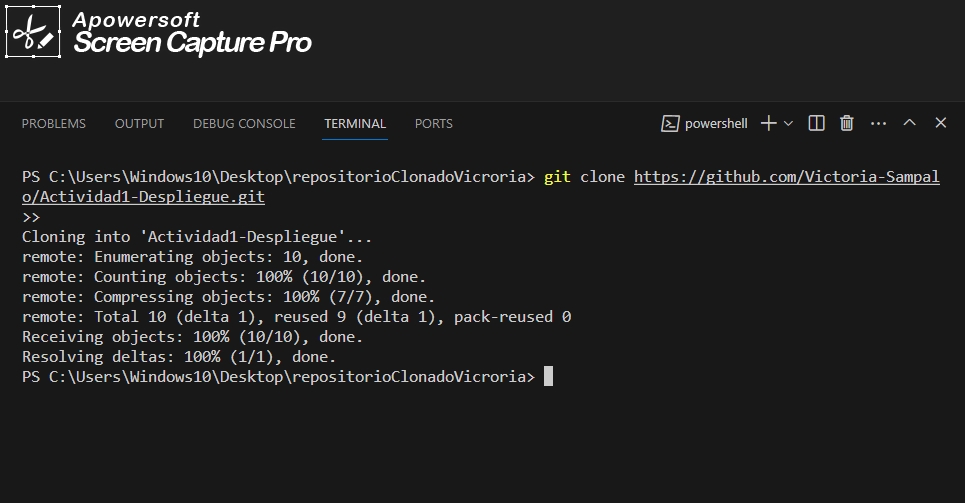 Apowersoft
Screen Capture Pro
PROBLEMS OUTPUT DEBUG CONSOLE TERMINAL PORTS powershell
PS C:\Users\Windows10\Desktop\repositorioClonadoVicroria> git clone https://github.com/Victoria-Sampal
o/Actividad1-Despliegue.git
>>
Cloning into 'Actividad1-Despliegue'...
remote: Enumerating objects: 10, done.
remote: Counting objects: 100% (10/10), done.
remote: Compressing objects: 100% (7/7), done.
remote: Total 10 (delta 1), reused 9 (delta 1), pack-reused 0
Receiving objects: 100% (10/10), done.
Resolving deltas: 100% (1/1), done.
PS C:\Users\Windows10\Desktop\repositorioClonadoVicroria>